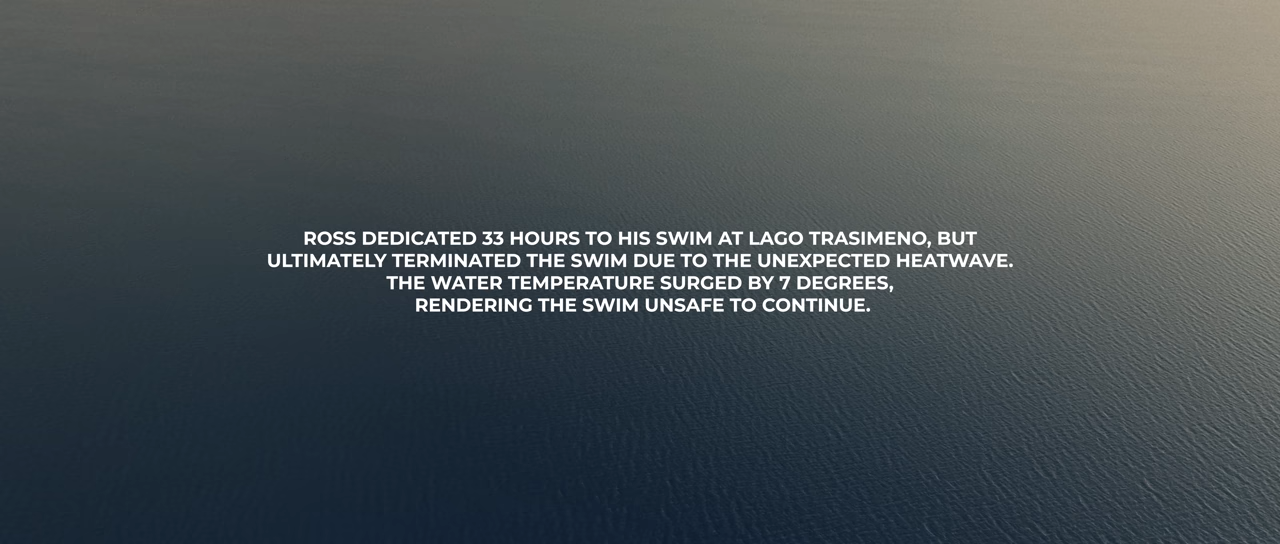 ROSS DEDICATED 33 HOURS TO HIS SWIM AT LAGO TRASIMENO, BUT
ULTIMATELY TERMINATED THE SWIM DUE TO THE UNEXPECTED HEATWAVE.
THE WATER TEMPERATURE SURGED BY 7 DEGREES,
RENDERING THE SWIM UNSAFE TO CONTINUE.